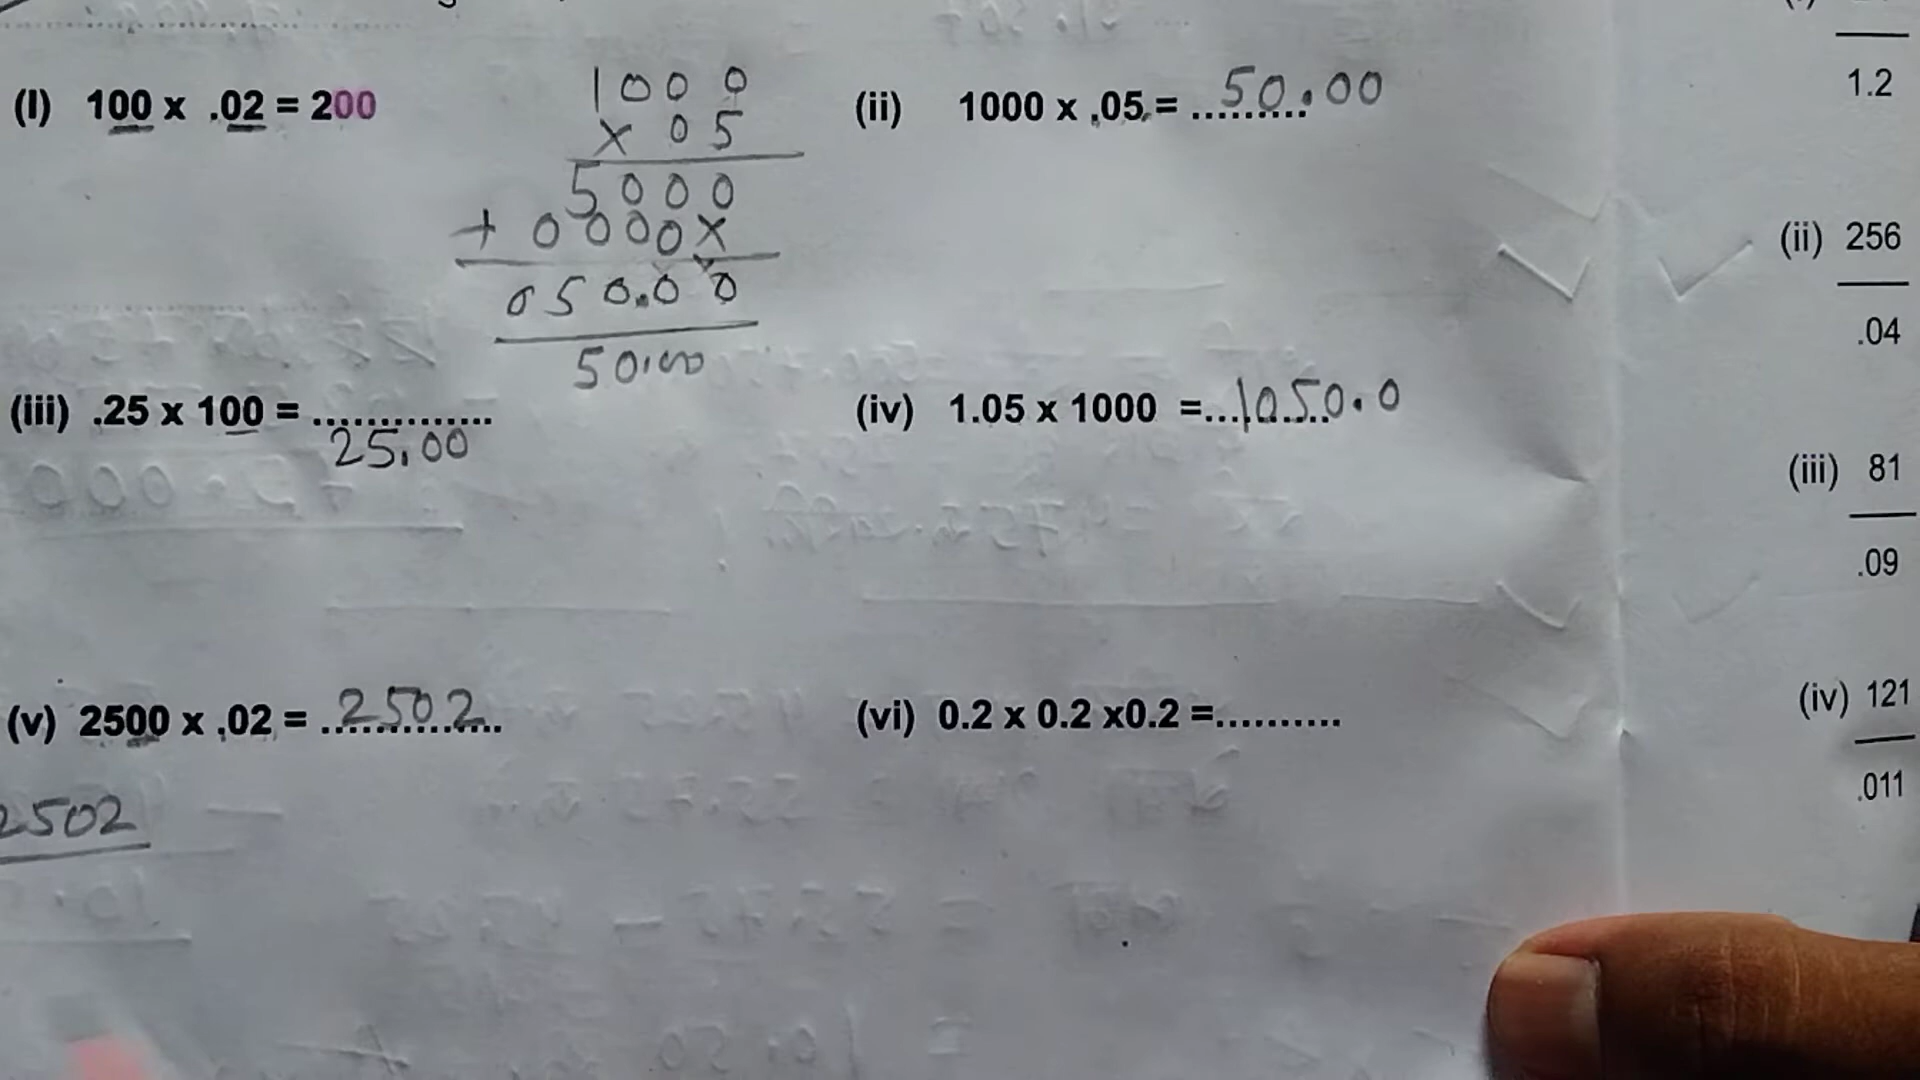 (I) 100 x .02 = 200
1000
x 05
5000
+ 0000x
050.00
50.00
(ii) 1000 x .05 = ......... 50.00
(iii) .25 x 100 = ..............
25.00
(iv) 1.05 x 1000 = ......... 1050.0
(v) 2500 x .02 = .............. 2502
2502
(vi) 0.2 x 0.2 x0.2 =..........
1.2
(ii) 256
.04
(iii) 81
.09
(iv) 121
.011